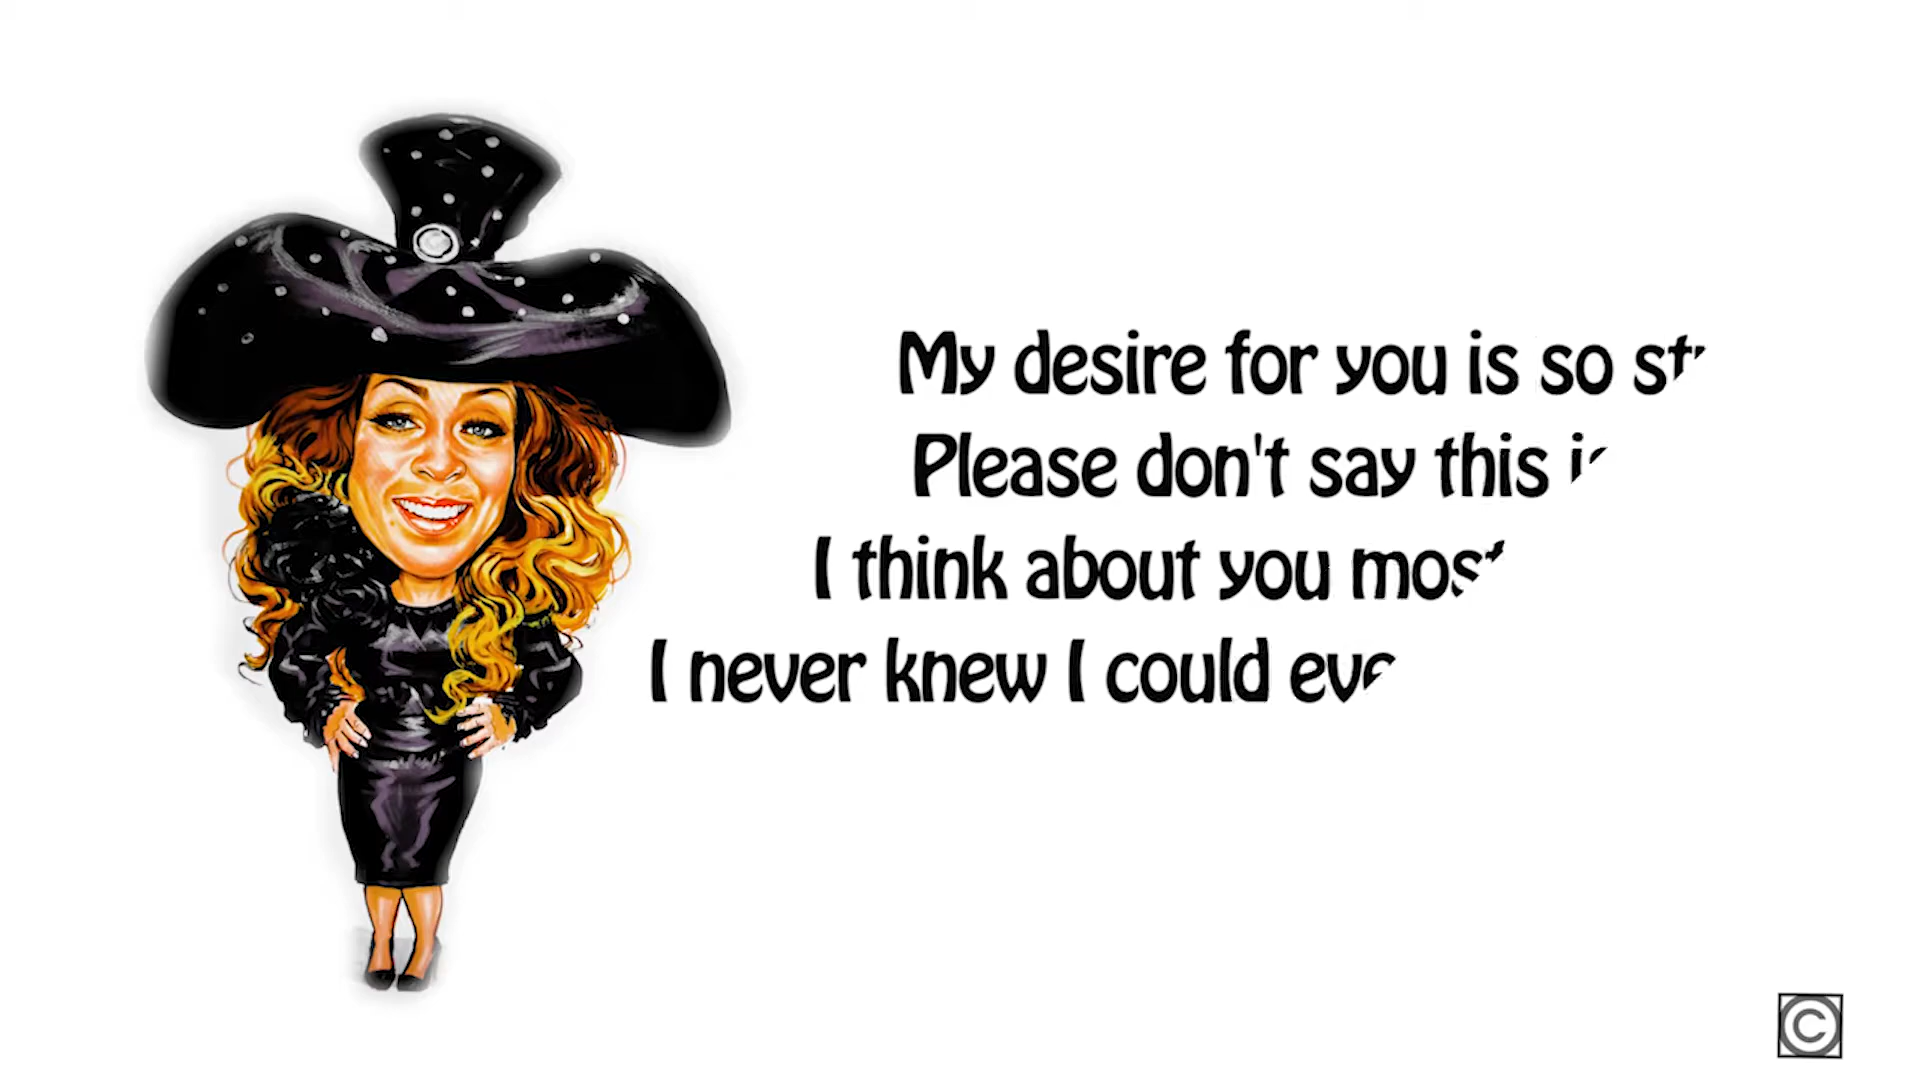 My desire for you is so
Please don't say this
I think about you
I never knew I could
©